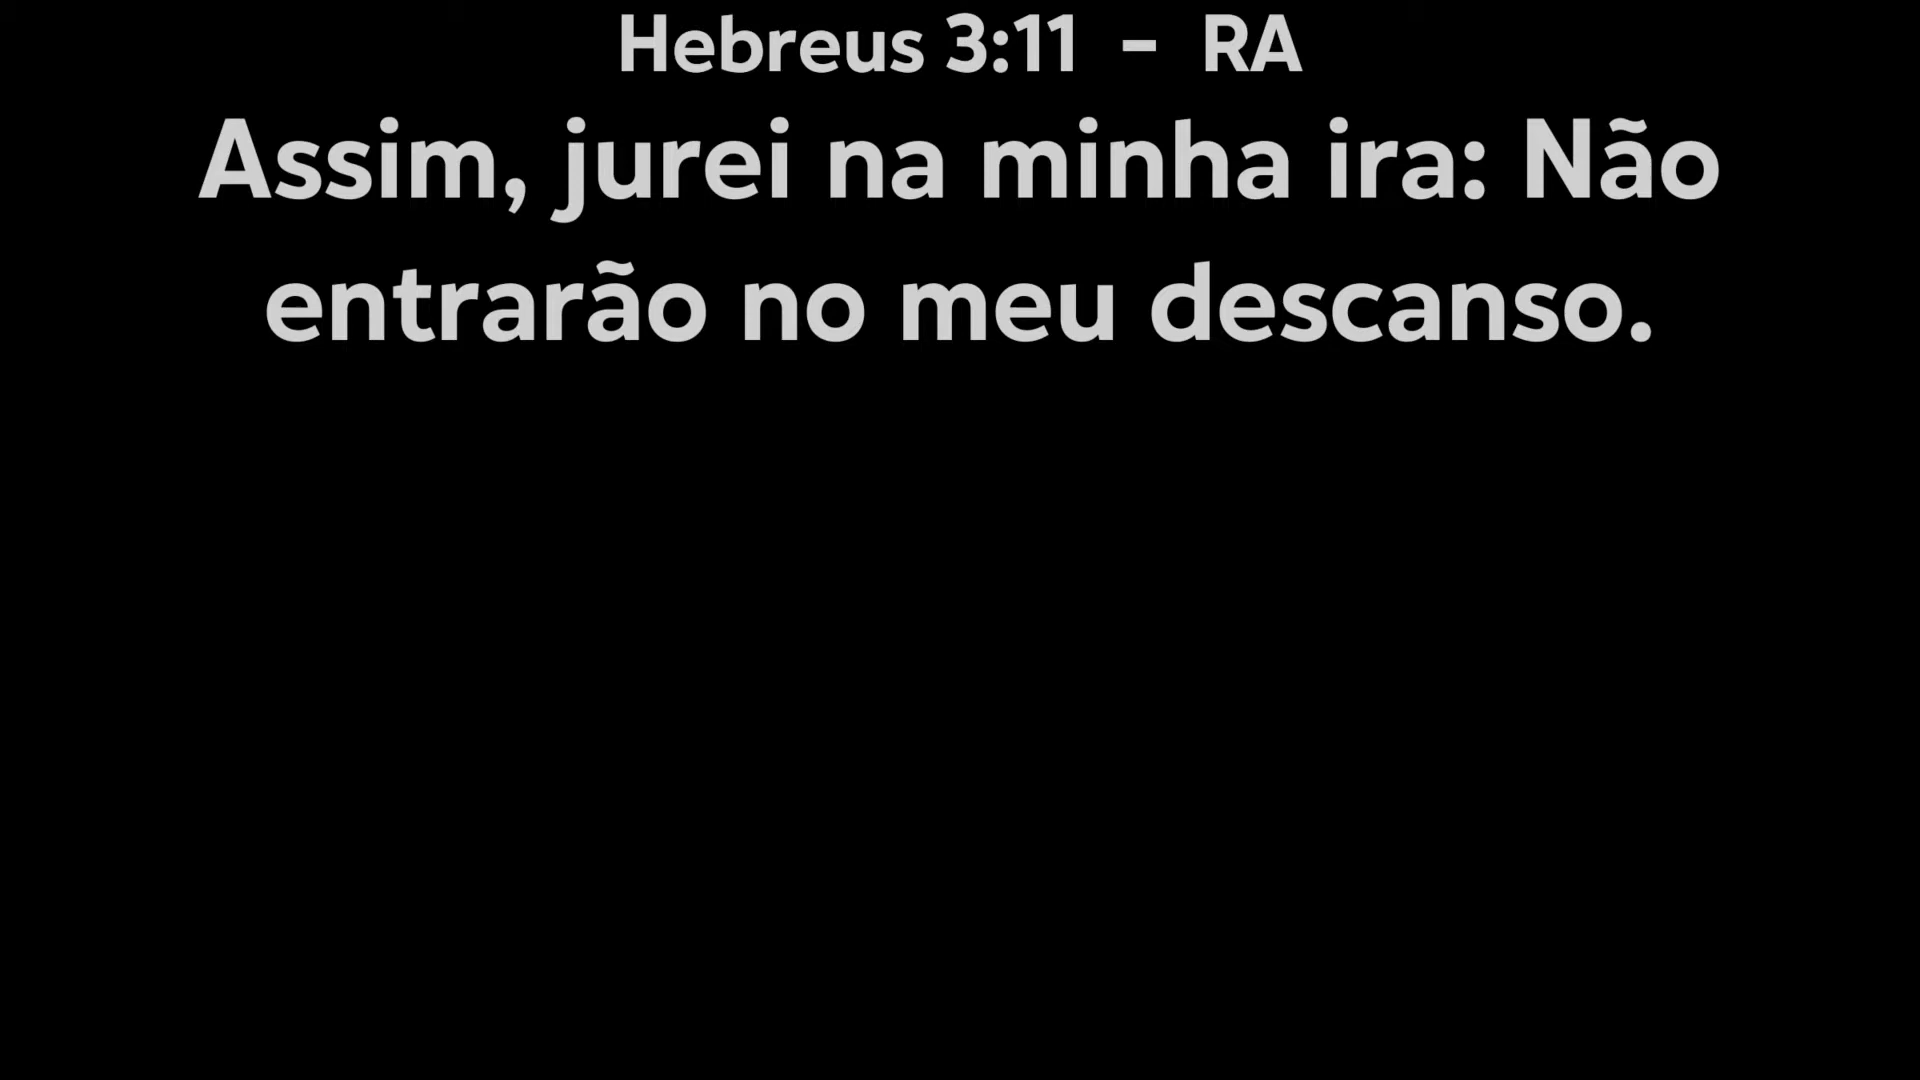 Hebreus 3:11 - RA
Assim, jurei na minha ira: Não
entrarão no meu descanso.